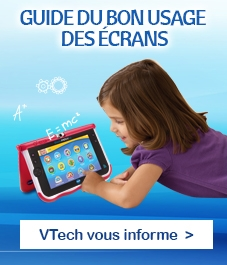 GUIDE DU BON USAGE
DES ÉCRANS
A+
E=mc²
VTech vous informe >